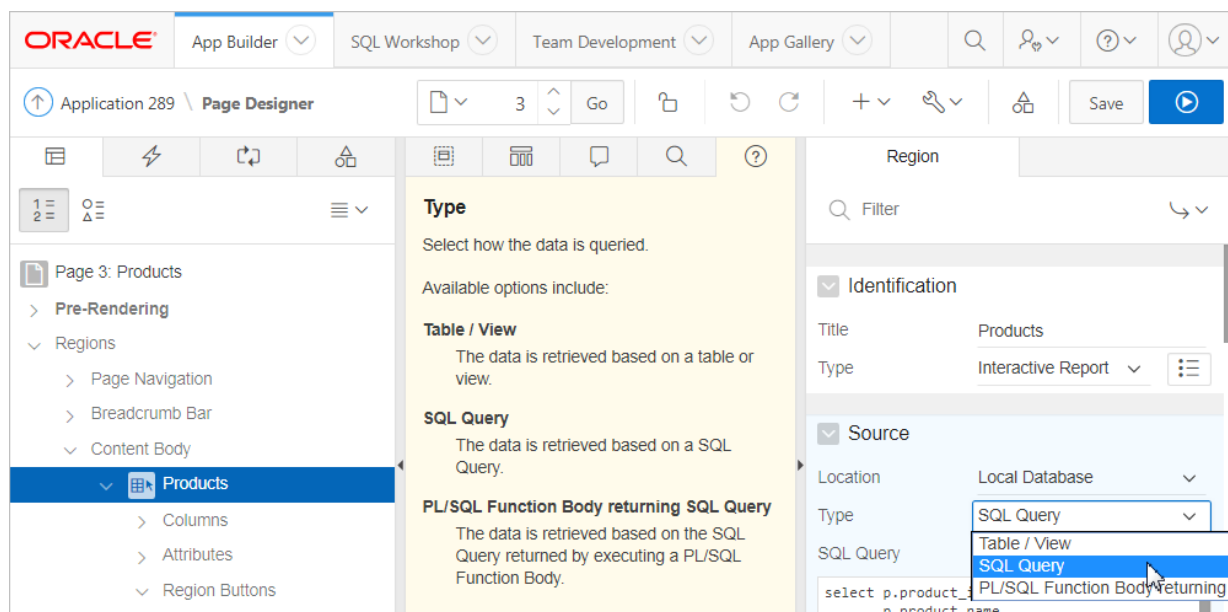 ORACLE
App Builder
SQL Workshop
Team Development
App Gallery
Application 289 \ Page Designer
3
Go
Save
Page 3: Products
Pre-Rendering
Regions
Page Navigation
Breadcrumb Bar
Content Body
Products
Columns
Attributes
Region Buttons
Type
Select how the data is queried.
Available options include:
Table / View
The data is retrieved based on a table or
view.
SQL Query
The data is retrieved based on a SQL
Query.
PL/SQL Function Body returning SQL Query
The data is retrieved based on the SQL
Query returned by executing a PL/SQL
Function Body.
Region
Filter
Identification
Title Products
Type Interactive Report
Source
Location Local Database
Type SQL Query
SQL Query
Table / View
SQL Query
PL/SQL Function Body returning
select
p.product_name